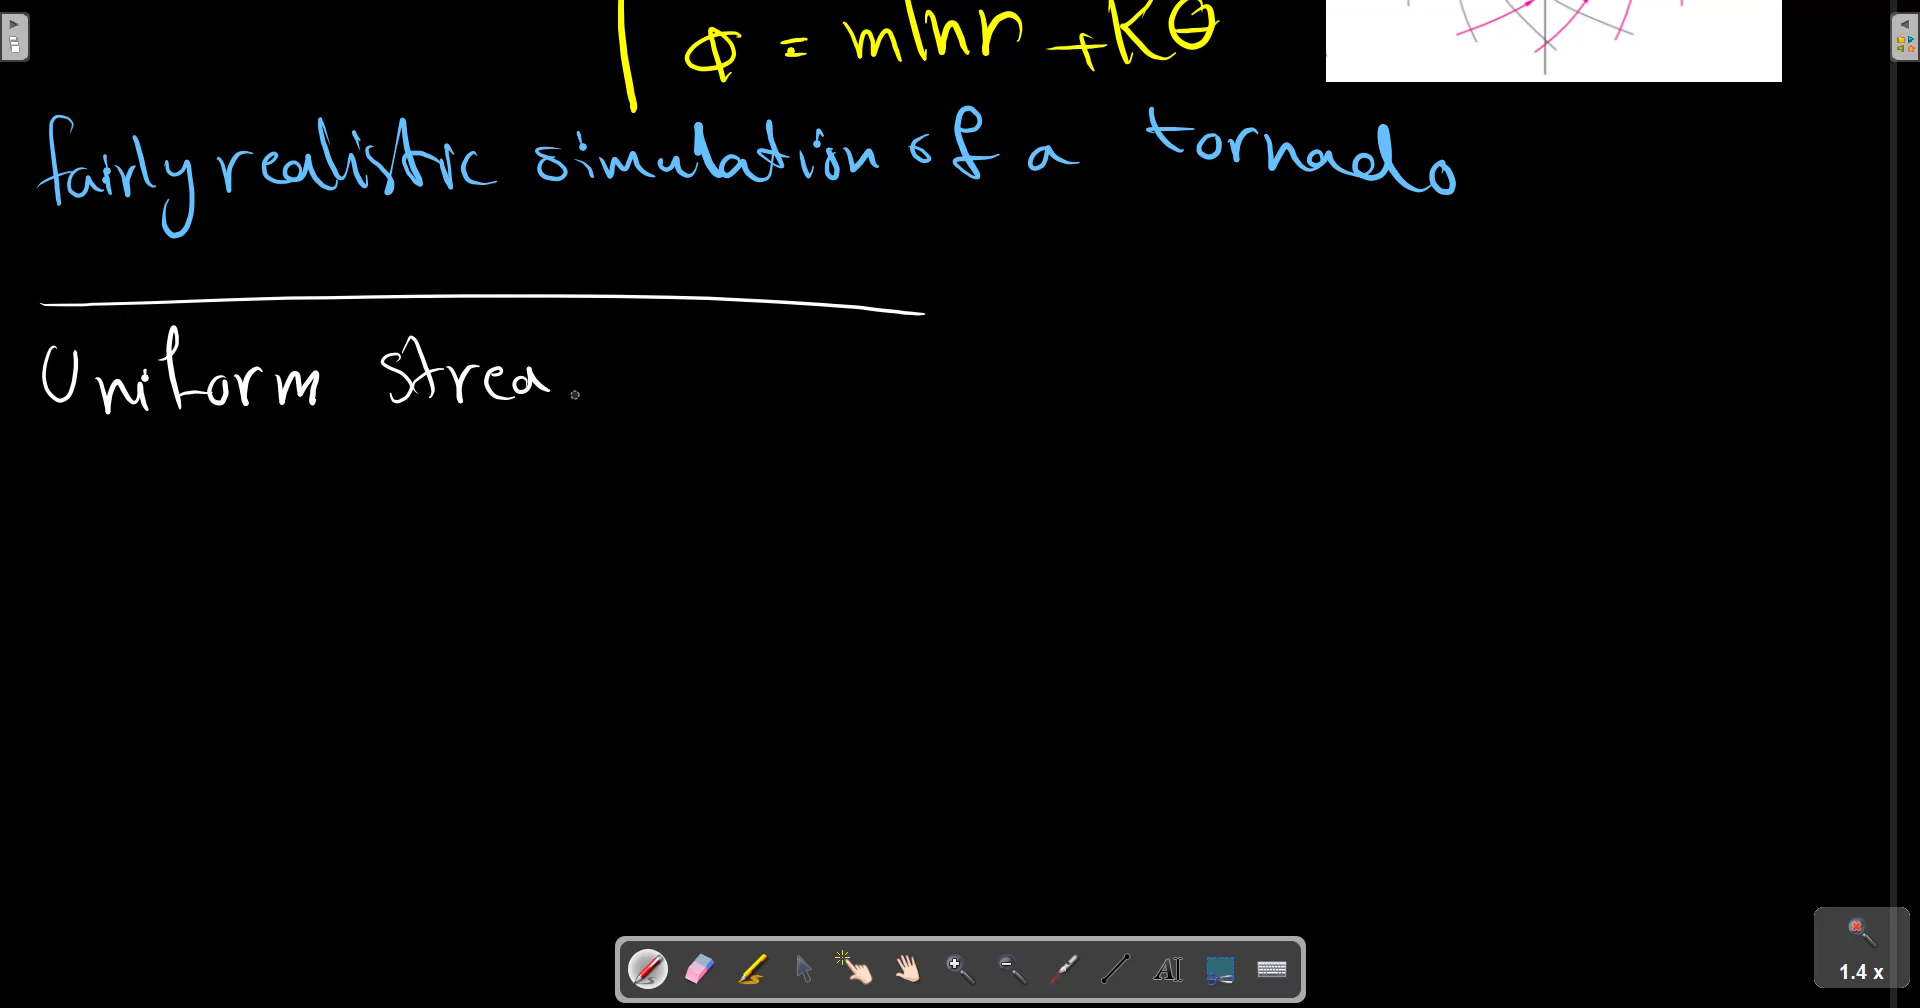 Φ = m ln r + Kθ
fairly realistic simulation of a tornado
Uniform Strea
1.4 x